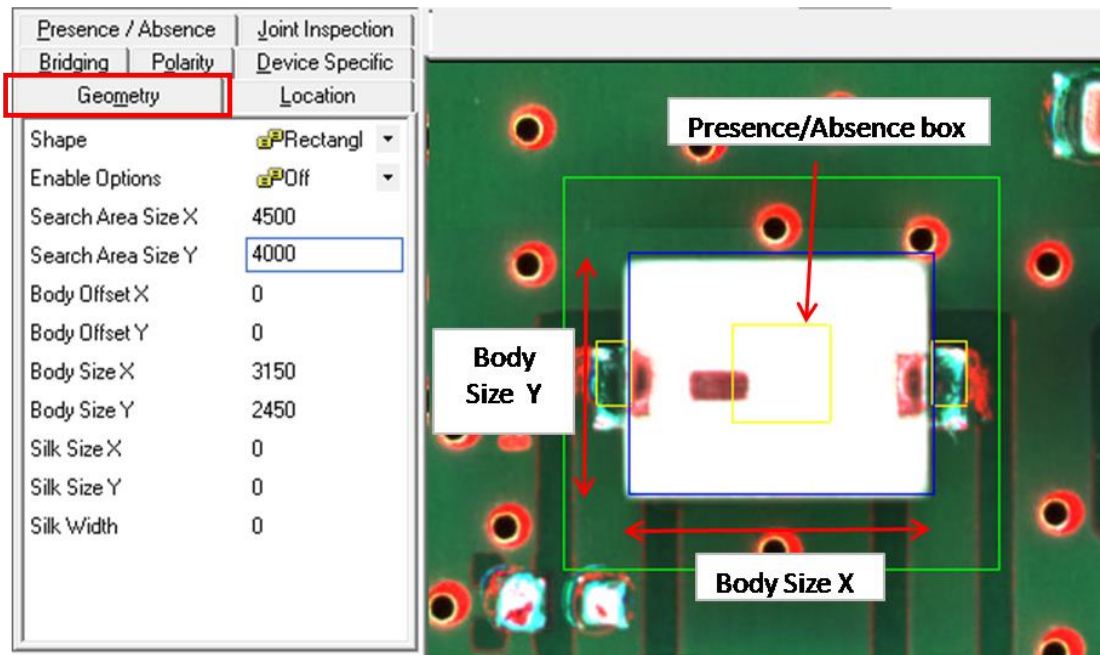 Presence / Absence
Joint Inspection
Bridging
Polarity
Device Specific
Geometry
Location
Shape
Rectangl
Enable Options
Off
Search Area Size X
4500
Search Area Size Y
4000
Body Offset X
0
Body Offset Y
0
Body Size X
3150
Body Size Y
2450
Silk Size X
0
Silk Size Y
0
Silk Width
0
Presence/Absence box
Body
Size Y
Body Size X